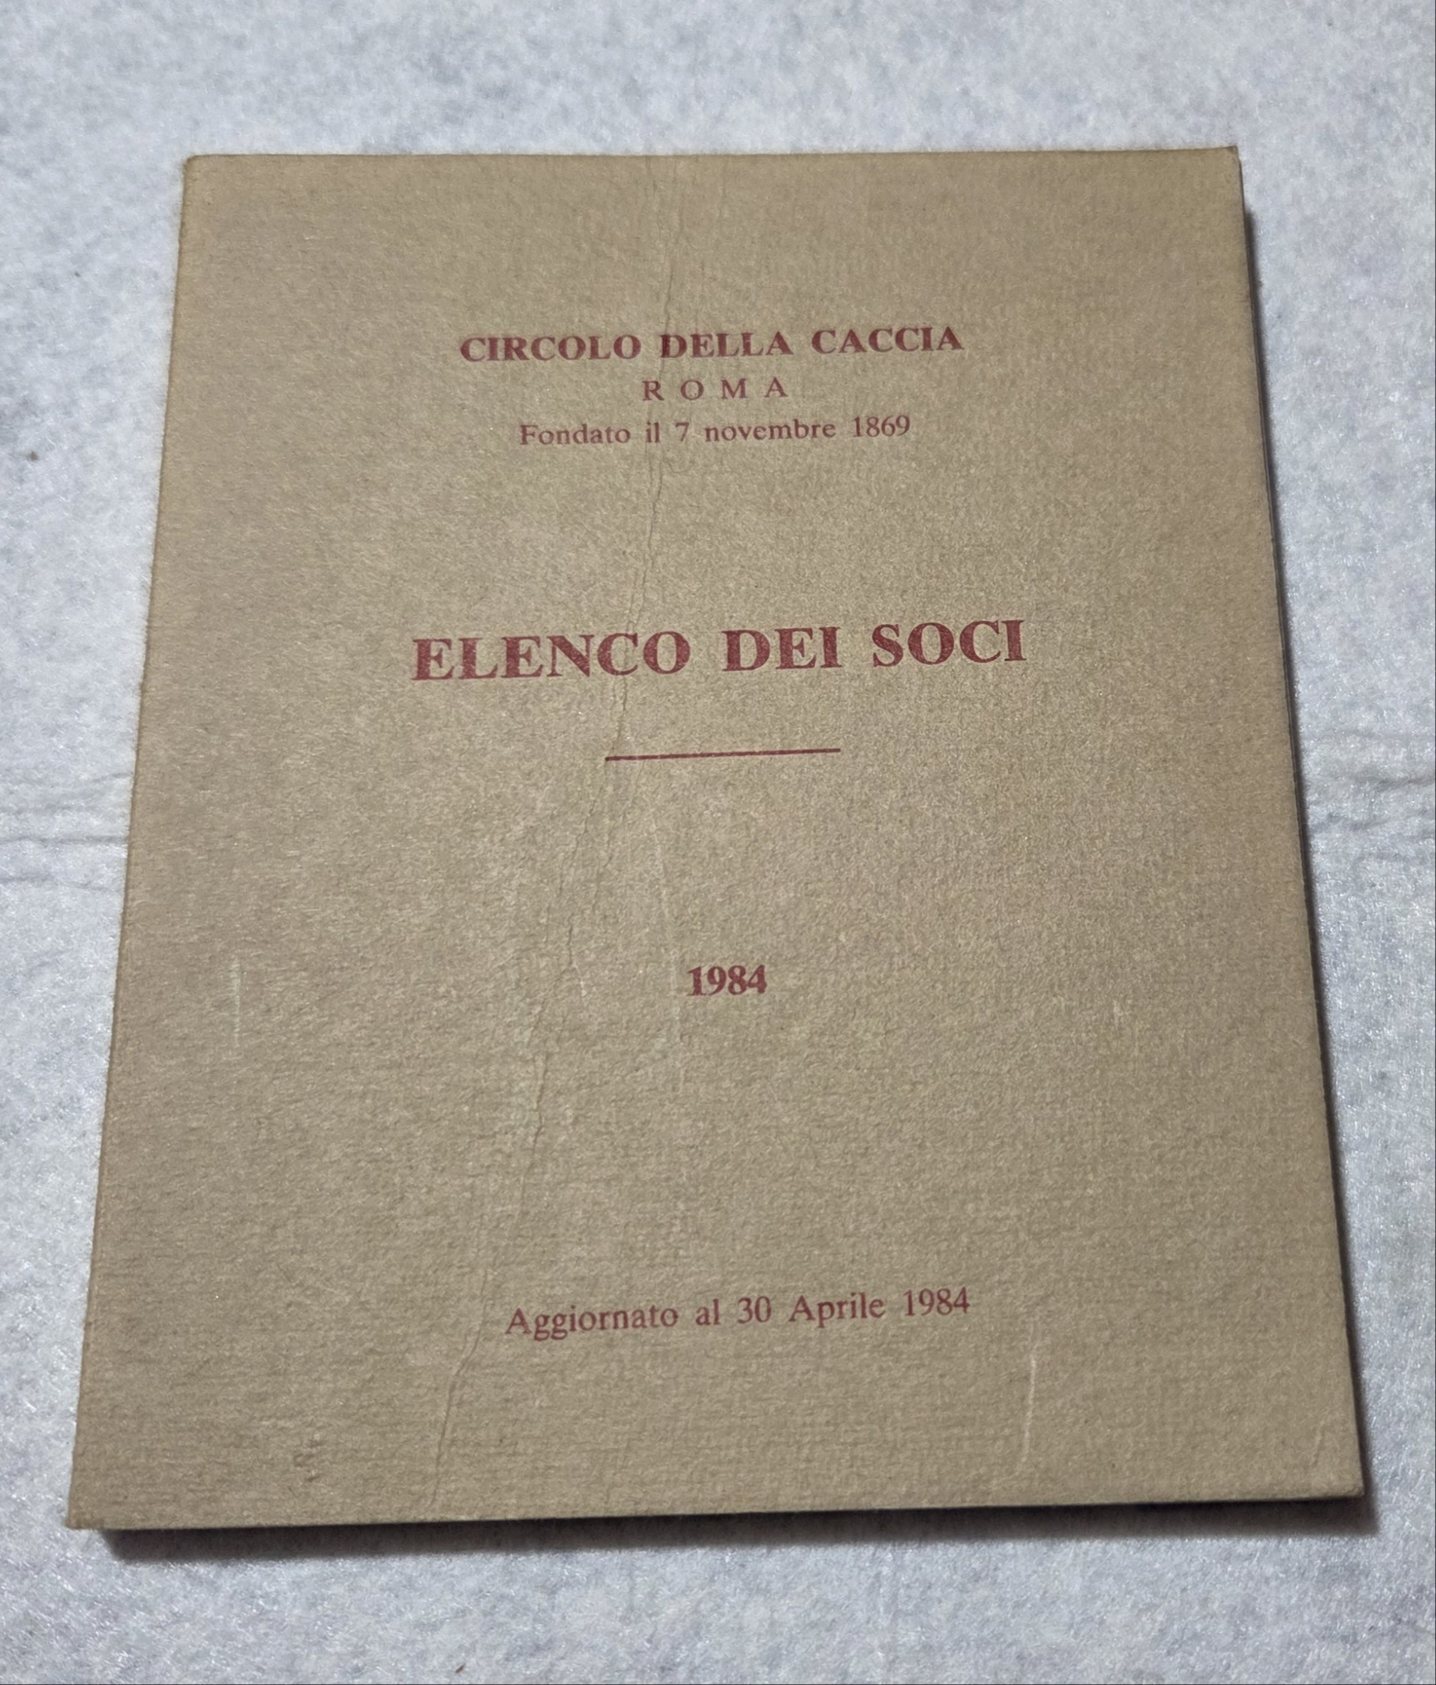 CIRCOLO DELLA CACCIA
ROMA
Fondato il 7 novembre 1869
ELENCO DEI SOCI
1984
Aggiornato al 30 Aprile 1984